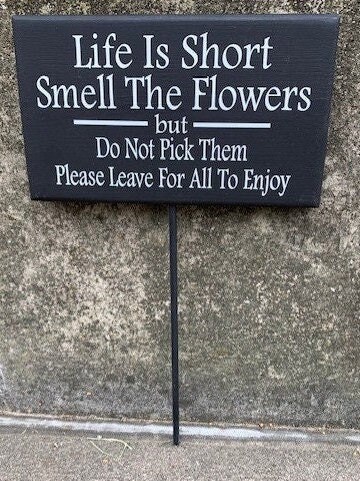 Life Is Short
Smell The Flowers
but
Do Not Pick Them
Please Leave For All To Enjoy